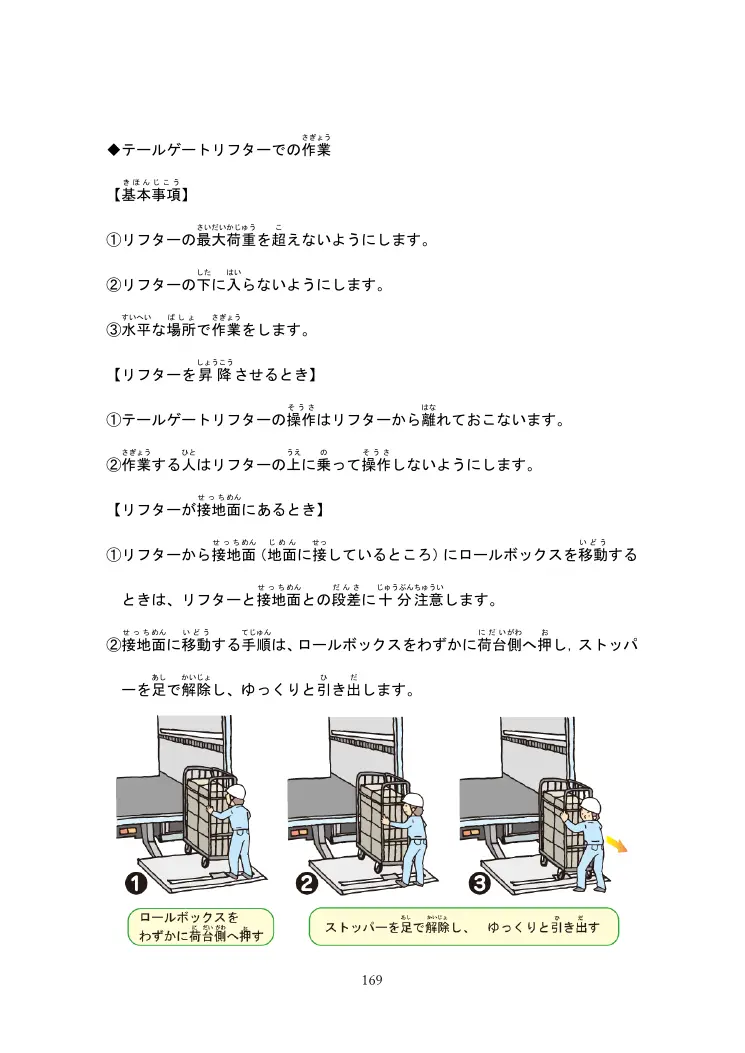 ◆テールゲートリフターでの作業
【基本事項】
①リフターの最大荷重を超えないようにします。
②リフターの下に入らないようにします。
③水平な場所で作業をします。
【リフターを昇降させるとき】
①テールゲートリフターの操作はリフターから離れておこないます。
②作業する人はリフターの上に乗って操作しないようにします。
【リフターが接地面にあるとき】
①リフターから接地面（地面に接しているところ）にロールボックスを移動する
ときは、リフターと接地面との段差に十分注意します。
②接地面に移動する手順は、ロールボックスをわずかに荷台側へ押し，ストッパ
ーを足で解除し、ゆっくりと引き出します。
❶ ❷ ❸
ロールボックスを
わずかに荷台側へ押す
ストッパーを足で解除し、 ゆっくりと引き出す
169